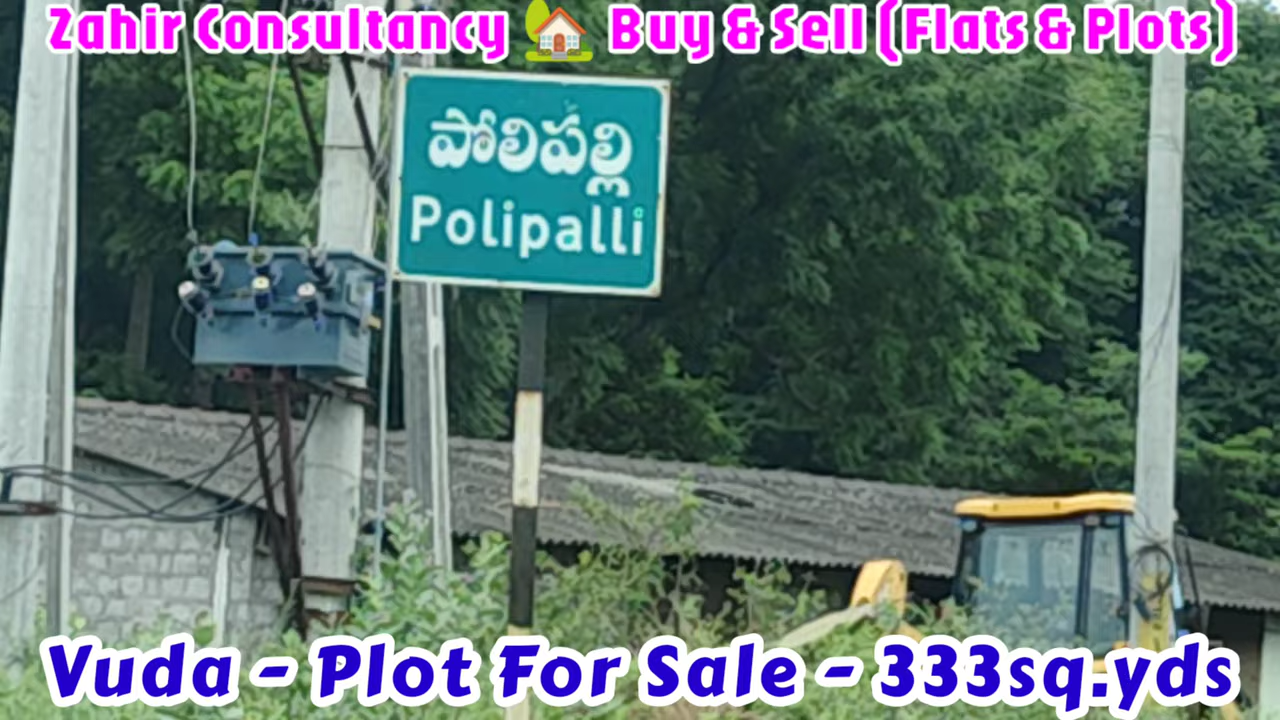 Zahir Consultancy 🏡 Buy & Sell (Flats & Plots)
పోలిపల్లి
Polipalli
Vuda - Plot For Sale - 333sq.yds